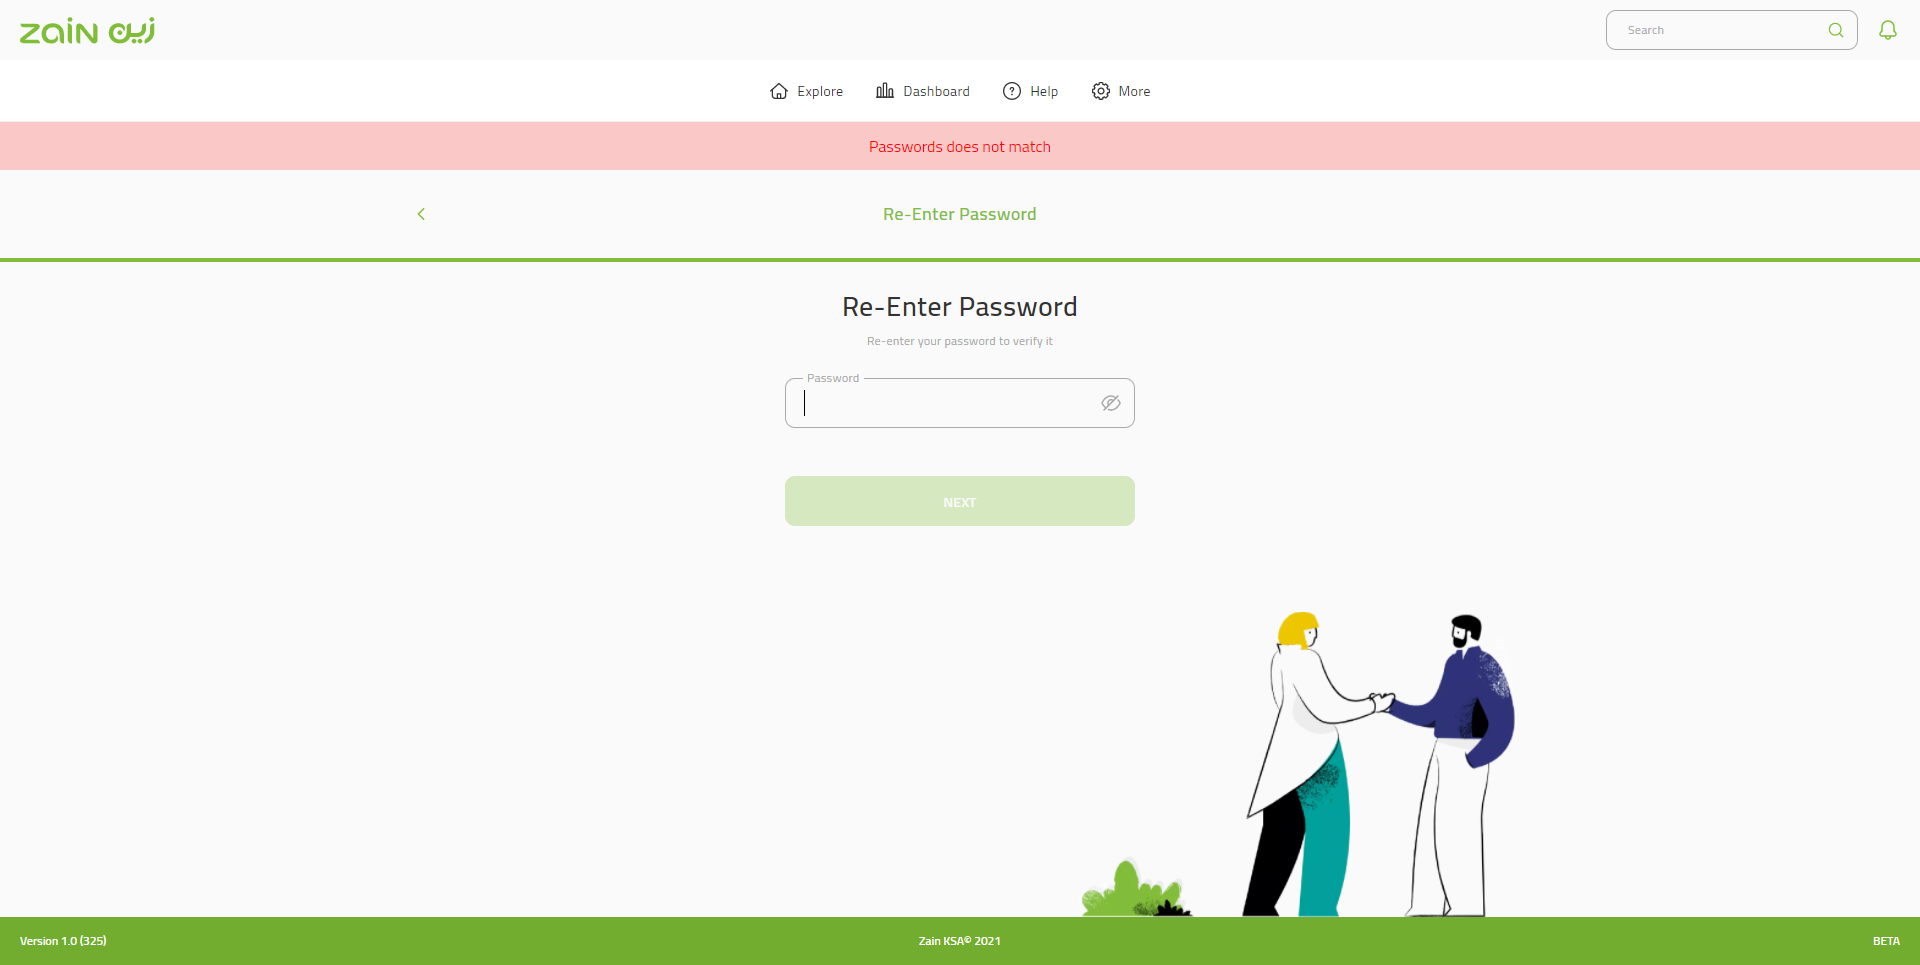 zain زين
Search
Explore
Dashboard
Help
More
Passwords does not match
Re-Enter Password
Re-Enter Password
Re-enter your password to verify it
Password
NEXT
Version 1.0 (325)
Zain KSA© 2021
BETA